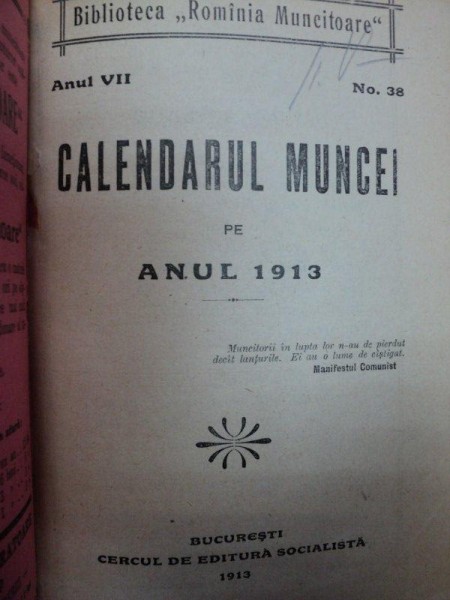 Biblioteca „Romînia Muncitoare“
Anul VII
No. 38
CALENDARUL MUNCEI
PE
ANUL 1913
Muncitorii în lupta lor n-au de pierdut
decît lanțurile. Ei au o lume de cîștigat.
Manifestul Comunist
BUCUREȘTI
CERCUL DE EDITURĂ SOCIALISTĂ
1913